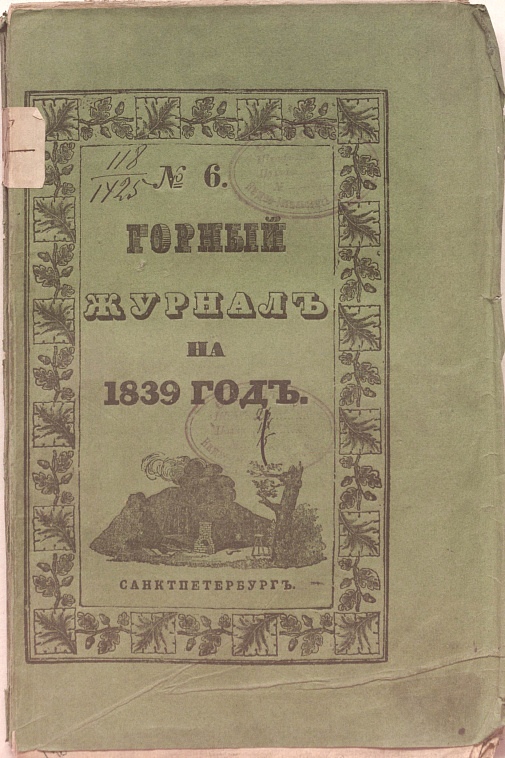 118
1425
№ 6.
ГОРНЫЙ
ЖУРНАЛЪ
НА
1839 ГОДЪ.
САНКТПЕТЕРБУРГЪ.